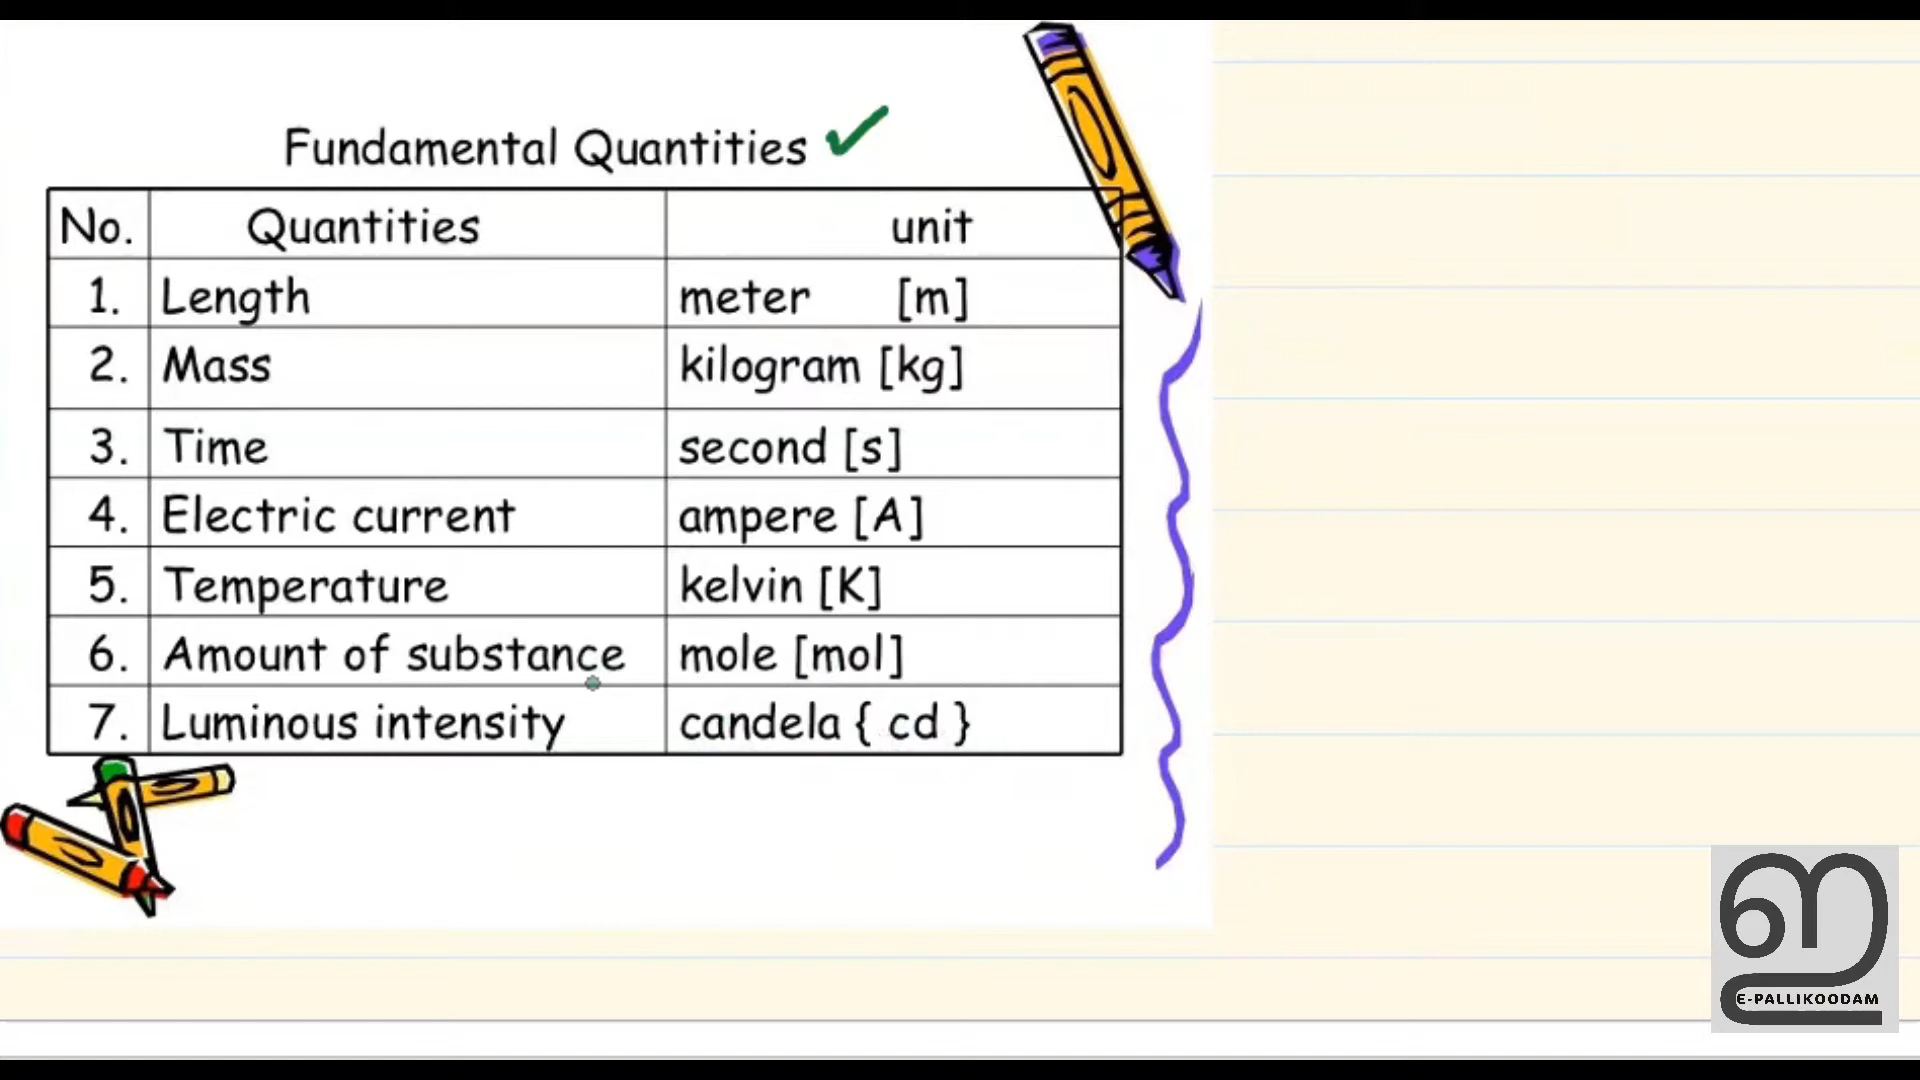 Fundamental Quantities
No. Quantities unit
1. Length meter [m]
2. Mass kilogram [kg]
3. Time second [s]
4. Electric current ampere [A]
5. Temperature kelvin [K]
6. Amount of substance mole [mol]
7. Luminous intensity candela { cd }
E-PALLIKOODAM